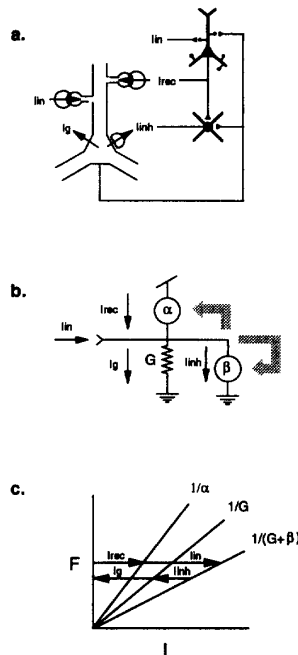 a.
Iin
Irec
Iin
Ig
Iinh
b.
Irec
α
Iin
Ig
G
Iinh
β
c.
1/α
1/G
1/(G+β)
Irec
Iin
F
Ig
Iinh
I